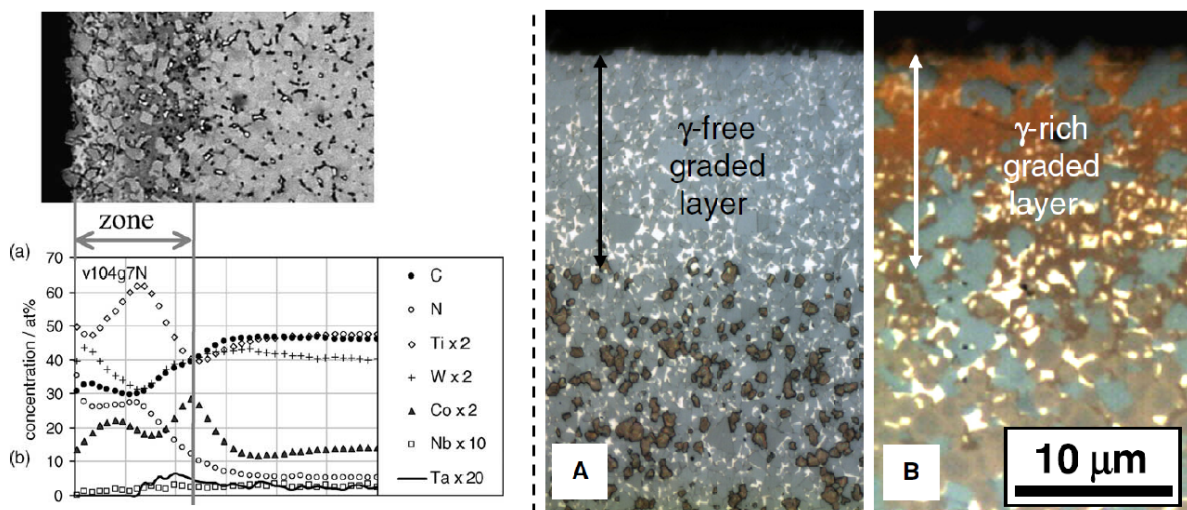 zone
(a)
70
60
50
40
30
20
10
0
concentration / at%
(b)
v104g7N
C
N
Ti x 2
W x 2
Co x 2
Nb x 10
Ta x 20
γ-free
graded
layer
A
γ-rich
graded
layer
B
10 μm